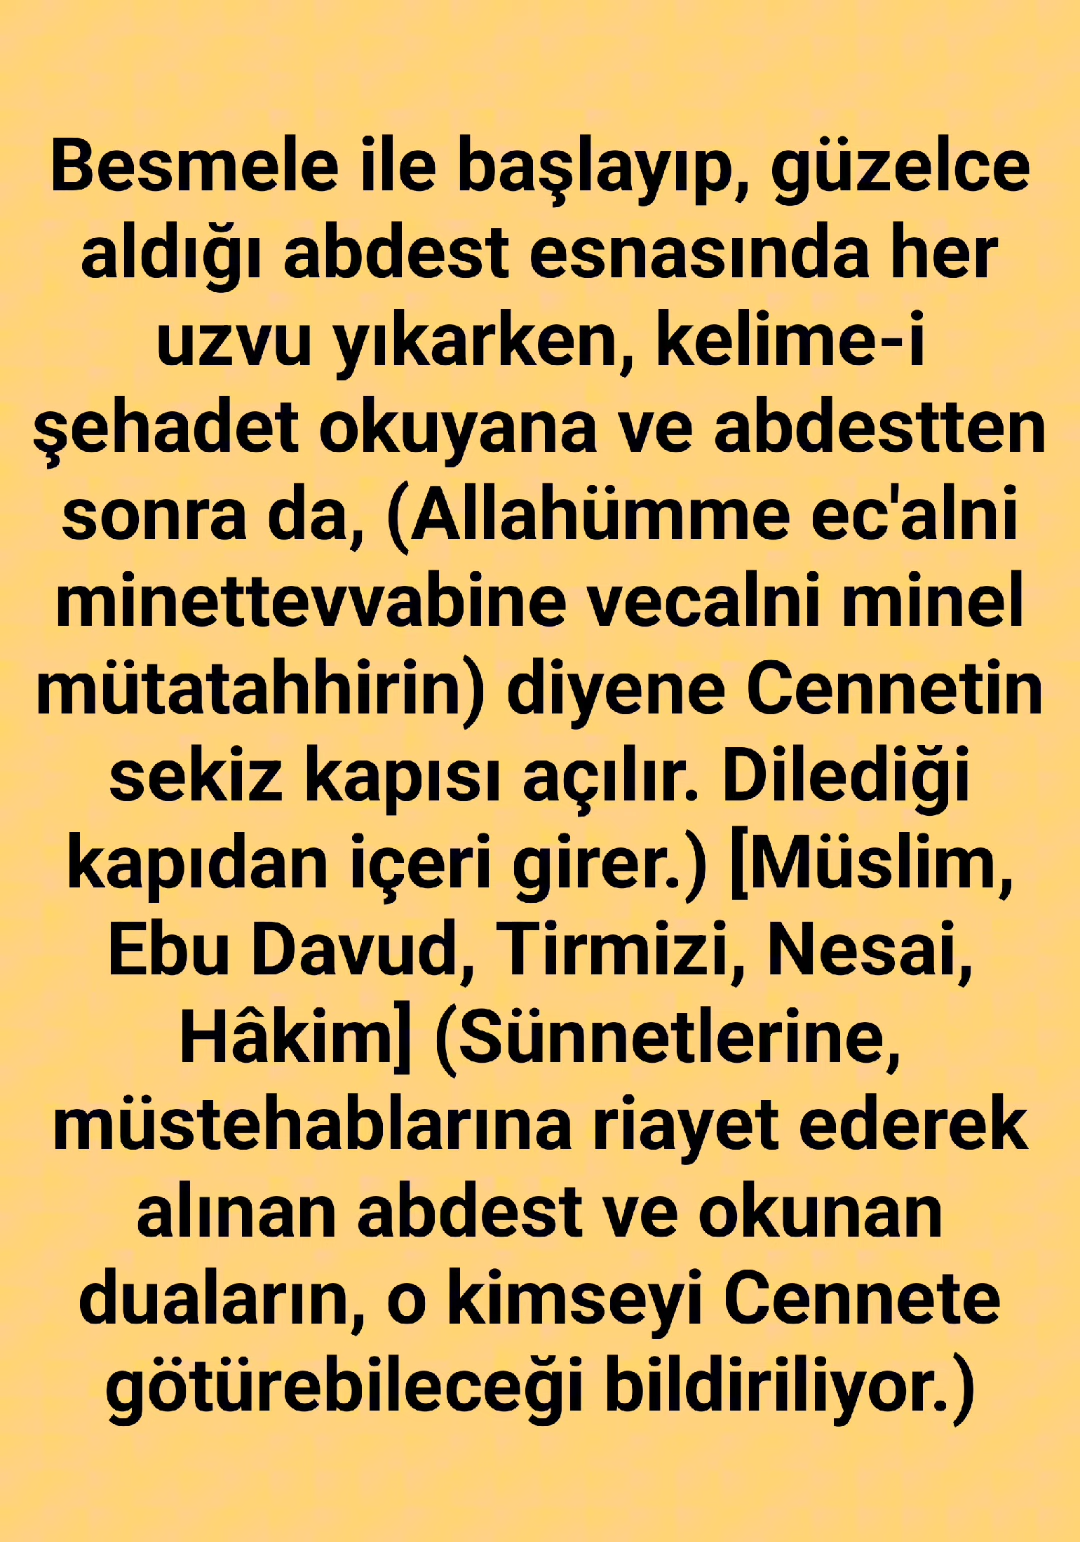 Besmele ile başlayıp, güzelce
aldığı abdest esnasında her
uzvu yıkarken, kelime-i
şehadet okuyana ve abdestten
sonra da, (Allahümme ec'alni
minettevvabine vecalni minel
mütatahhirin) diyene Cennetin
sekiz kapısı açılır. Dilediği
kapıdan içeri girer.) [Müslim,
Ebu Davud, Tirmizi, Nesai,
Hâkim] (Sünnetlerine,
müstehablarına riayet ederek
alınan abdest ve okunan
duaların, o kimseyi Cennete
götürebileceği bildiriliyor.)